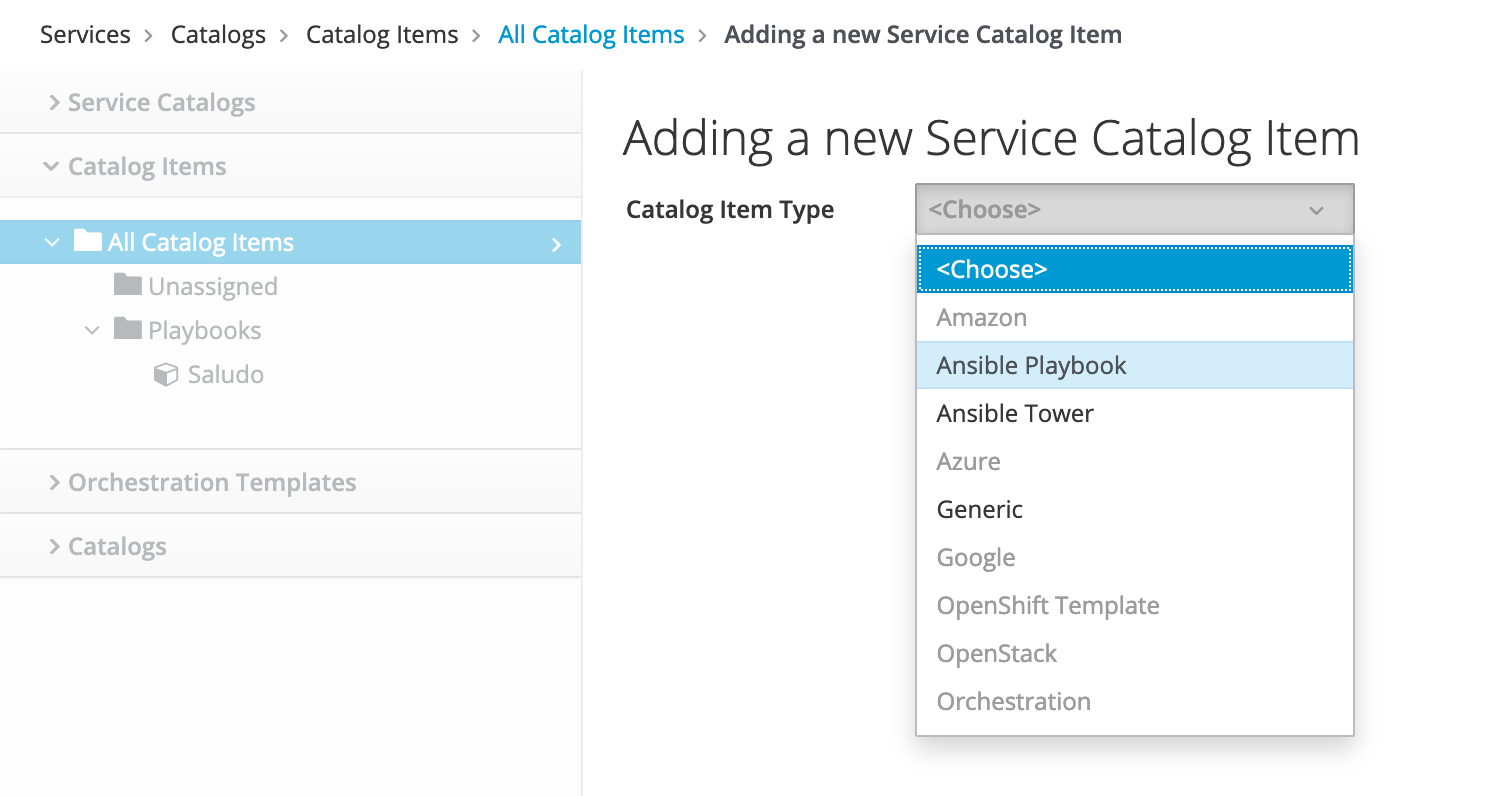 Services > Catalogs > Catalog Items > All Catalog Items > Adding a new Service Catalog Item
Service Catalogs
Catalog Items
All Catalog Items
Unassigned
Playbooks
Saludo
Orchestration Templates
Catalogs
Adding a new Service Catalog Item
Catalog Item Type
<Choose>
<Choose>
Amazon
Ansible Playbook
Ansible Tower
Azure
Generic
Google
OpenShift Template
OpenStack
Orchestration